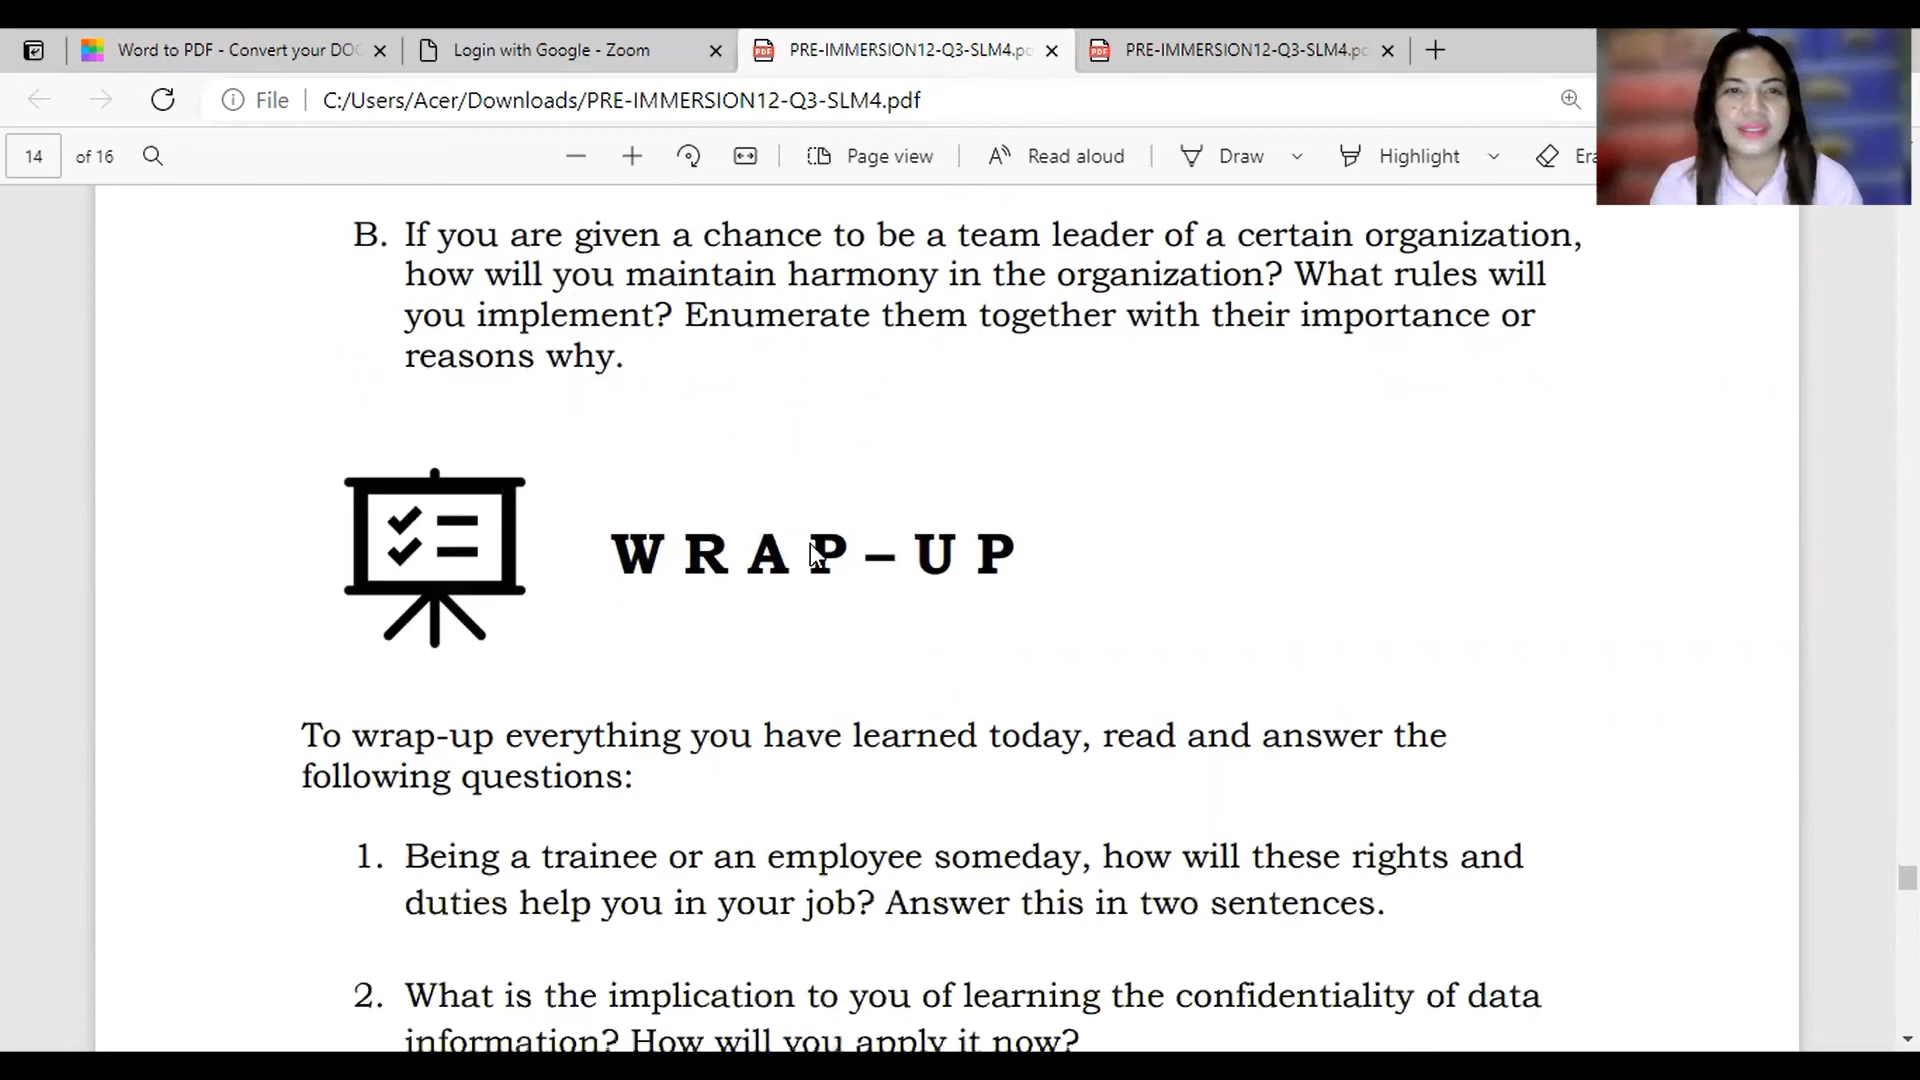 Word to PDF - Convert your DOC
Login with Google - Zoom
PRE-IMMERSION12-Q3-SLM4.pd
PRE-IMMERSION12-Q3-SLM4.pd
File
C:/Users/Acer/Downloads/PRE-IMMERSION12-Q3-SLM4.pdf
14 of 16
Page view
Read aloud
Draw
Highlight
Era
B. If you are given a chance to be a team leader of a certain organization,
how will you maintain harmony in the organization? What rules will
you implement? Enumerate them together with their importance or
reasons why.
W R A P – U P
To wrap-up everything you have learned today, read and answer the
following questions:
1. Being a trainee or an employee someday, how will these rights and
duties help you in your job? Answer this in two sentences.
2. What is the implication to you of learning the confidentiality of data
information? How will you apply it now?